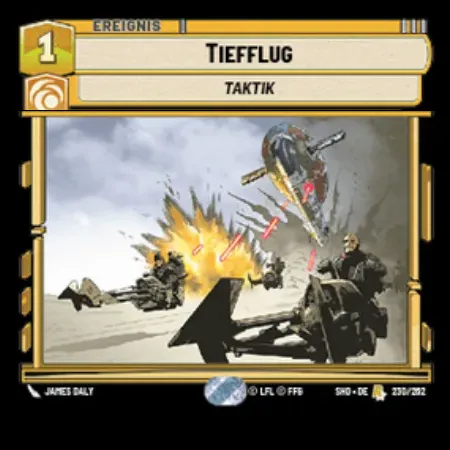 1
EREIGNIS
TIEFFLUG
TAKTIK
JAMES DALY
© LFL © FFG
SHD • DE
R
230/262